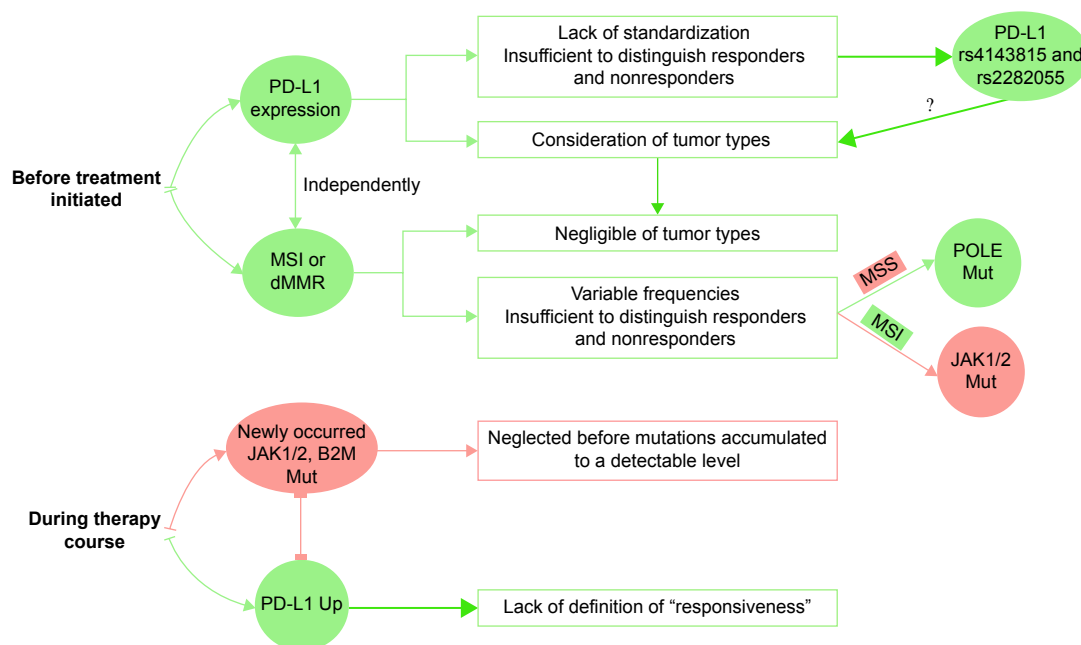 Lack of standardization
Insufficient to distinguish responders
and nonresponders
PD-L1
rs4143815 and
rs2282055
PD-L1
expression
?
Consideration of tumor types
Before treatment
initiated
Independently
Negligible of tumor types
MSI or
dMMR
MSS
POLE
Mut
Variable frequencies
Insufficient to distinguish responders
and nonresponders
MSI
JAK1/2
Mut
Newly occurred
JAK1/2, B2M
Mut
Neglected before mutations accumulated
to a detectable level
During therapy
course
PD-L1 Up
Lack of definition of “responsiveness”